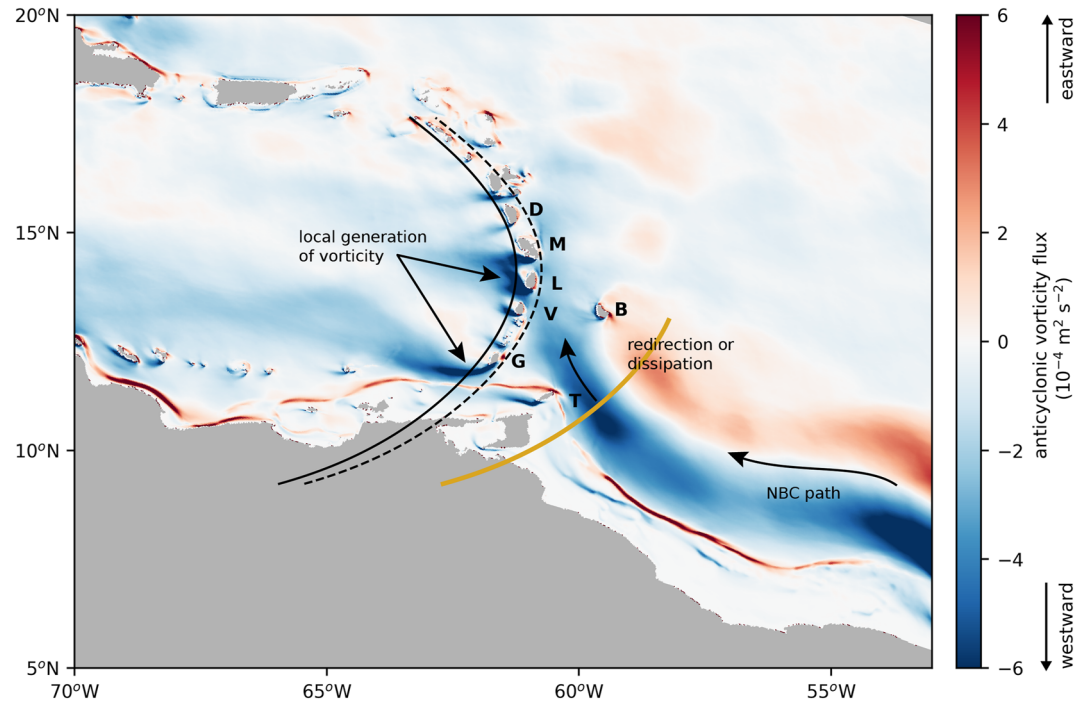 20°N
15°N
10°N
5°N
70°W
65°W
60°W
55°W
local generation
of vorticity
D
M
L
V
B
G
T
redirection or
dissipation
NBC path
6
4
2
0
−2
−4
−6
anticyclonic vorticity flux
(10⁻⁴ m² s⁻²)
eastward
westward